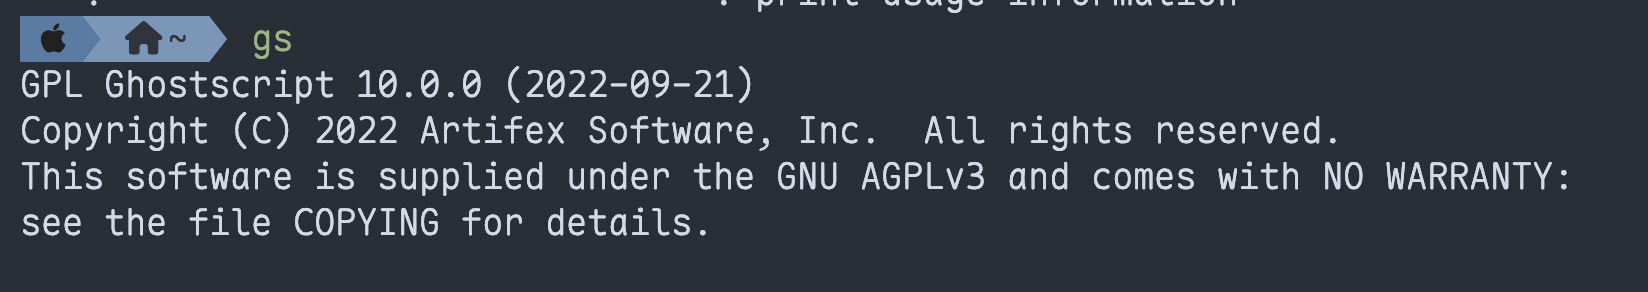 : print usage information
~ gs
GPL Ghostscript 10.0.0 (2022-09-21)
Copyright (C) 2022 Artifex Software, Inc.  All rights reserved.
This software is supplied under the GNU AGPLv3 and comes with NO WARRANTY:
see the file COPYING for details.